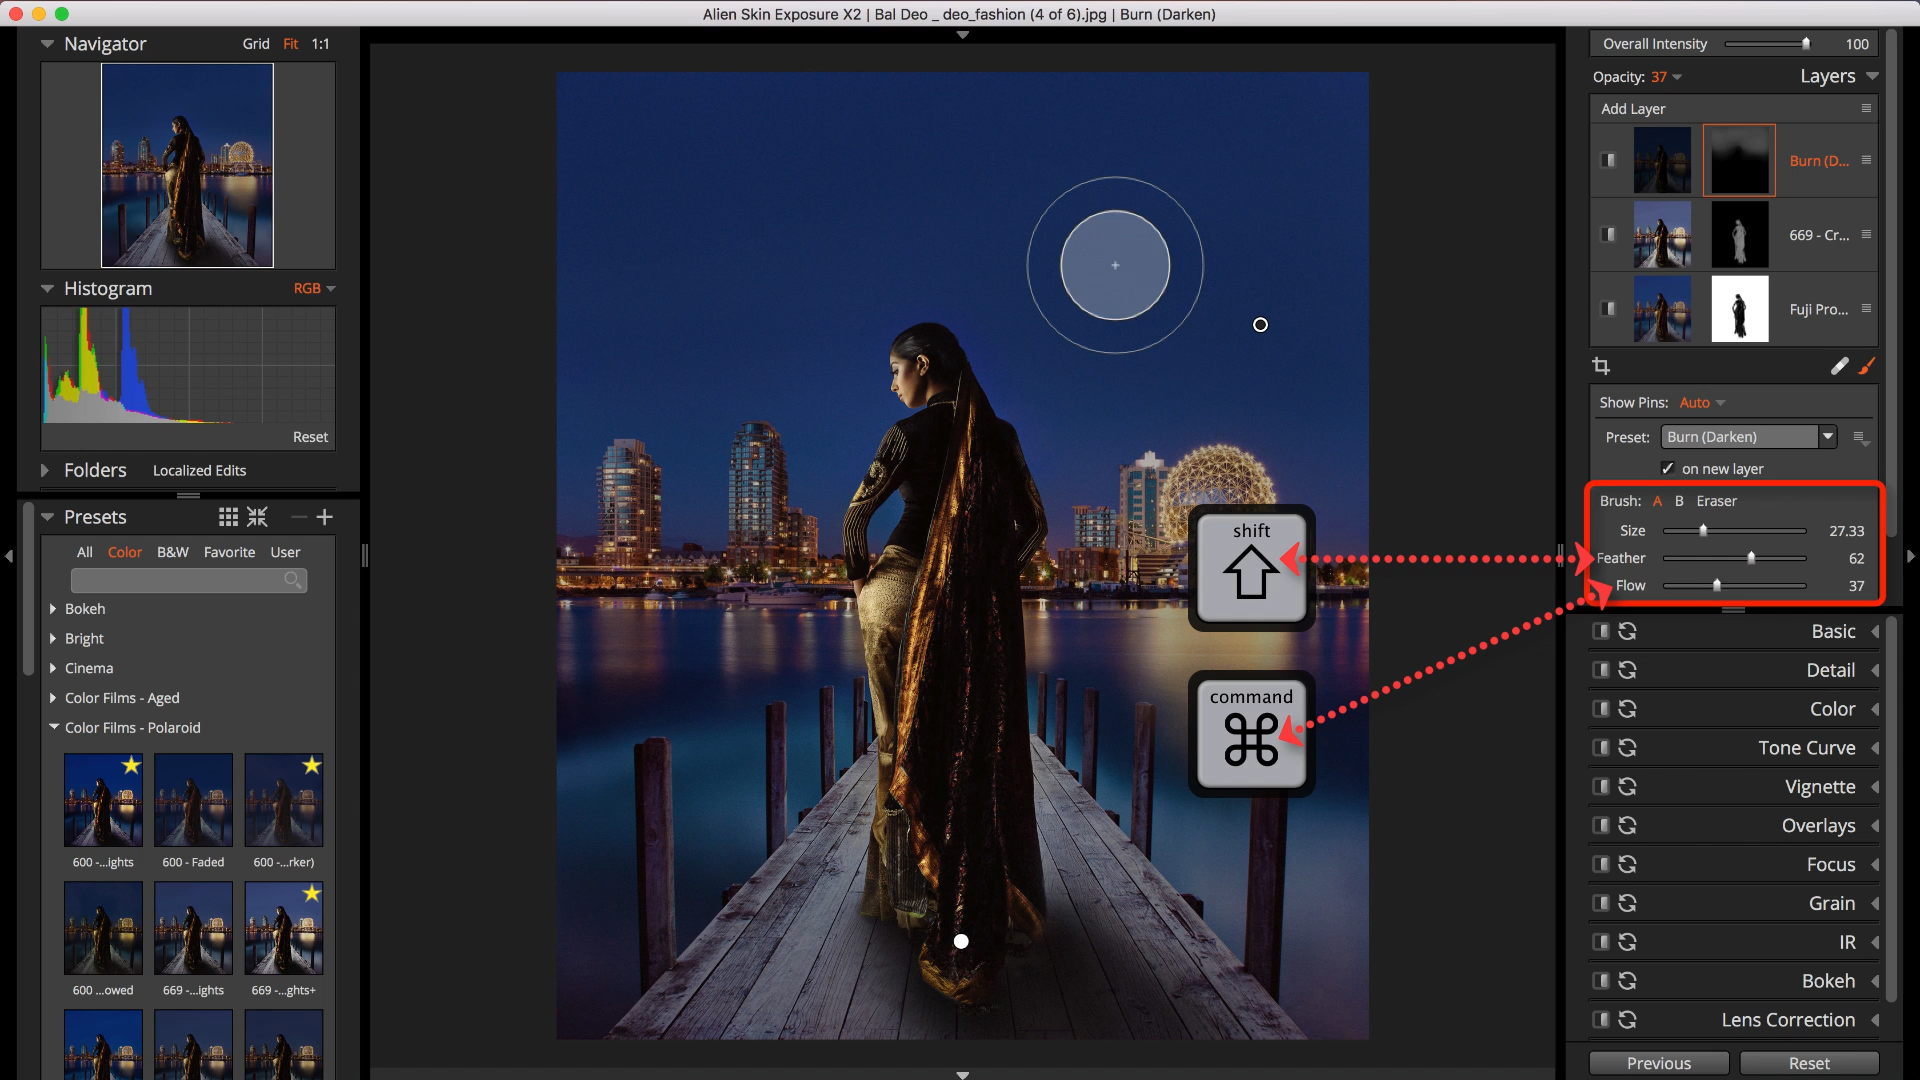 Alien Skin Exposure X2 | Bal Deo _ deo_fashion (4 of 6).jpg | Burn (Darken)
Navigator
Grid Fit 1:1
Histogram
RGB
Reset
Folders
Localized Edits
Presets
All Color B&W Favorite User
Bokeh
Bright
Cinema
Color Films - Aged
Color Films - Polaroid
600 -...ights
600 - Faded
600 -...rker)
600 ...owed
669 -...ights
669 -...ghts+
shift
command
Overall Intensity 100
Opacity: 37
Layers
Add Layer
Burn (D...
669 - Cr...
Fuji Pro...
Show Pins: Auto
Preset: Burn (Darken)
on new layer
Brush: A B Eraser
Size 27.33
Feather 62
Flow 37
Basic
Detail
Color
Tone Curve
Vignette
Overlays
Focus
Grain
IR
Bokeh
Lens Correction
Previous
Reset